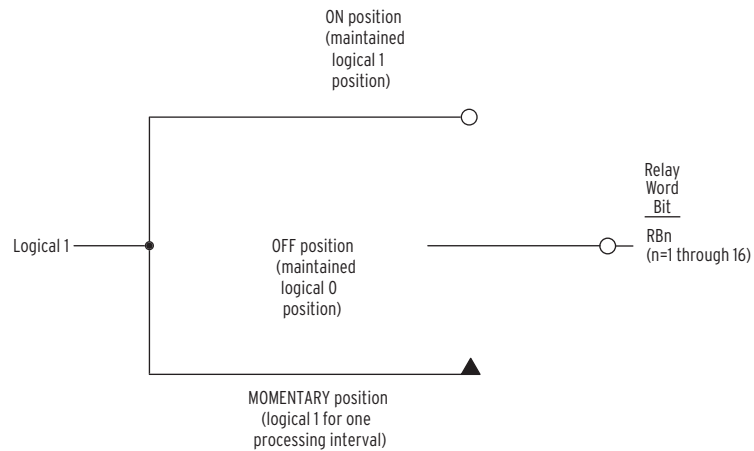 ON position
(maintained
logical 1
position)
Relay
Word
Bit
RBn
(n=1 through 16)
Logical 1
OFF position
(maintained
logical 0
position)
MOMENTARY position
(logical 1 for one
processing interval)